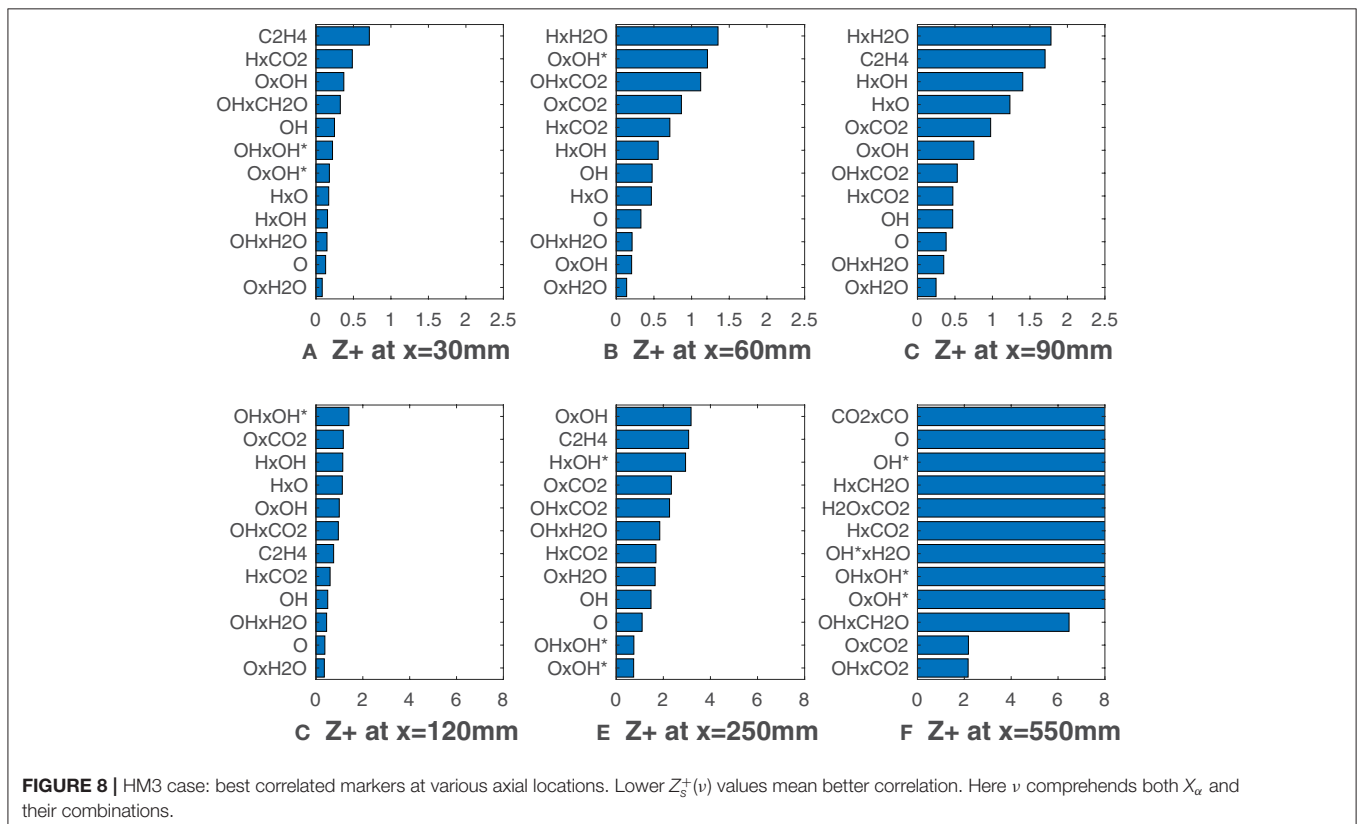 C2H4
HxCO2
OxOH
OHxCH2O
OH
OHxOH*
OxOH*
HxO
HxOH
OHxH2O
O
OxH2O
0 0.5 1 1.5 2 2.5
A Z+ at x=30mm
HxH2O
OxOH*
OHxCO2
OxCO2
HxCO2
HxOH
OH
HxO
O
OHxH2O
OxOH
OxH2O
0 0.5 1 1.5 2 2.5
B Z+ at x=60mm
HxH2O
C2H4
HxOH
HxO
OxCO2
OxOH
OHxCO2
HxCO2
OH
O
OHxH2O
OxH2O
0 0.5 1 1.5 2 2.5
C Z+ at x=90mm
OHxOH*
OxCO2
HxOH
HxO
OxOH
OHxCO2
C2H4
HxCO2
OH
OHxH2O
O
OxH2O
0 2 4 6 8
C Z+ at x=120mm
OxOH
C2H4
HxOH*
OxCO2
OHxCO2
OHxH2O
HxCO2
OxH2O
OH
O
OHxOH*
OxOH*
0 2 4 6 8
E Z+ at x=250mm
CO2xCO
O
OH*
HxCH2O
H2OxCO2
HxCO2
OH*xH2O
OHxOH*
OxOH*
OHxCH2O
OxCO2
OHxCO2
0 2 4 6 8
F Z+ at x=550mm
FIGURE 8 | HM3 case: best correlated markers at various axial locations. Lower Z_s^+(ν) values mean better correlation. Here ν comprehends both X_α and
their combinations.